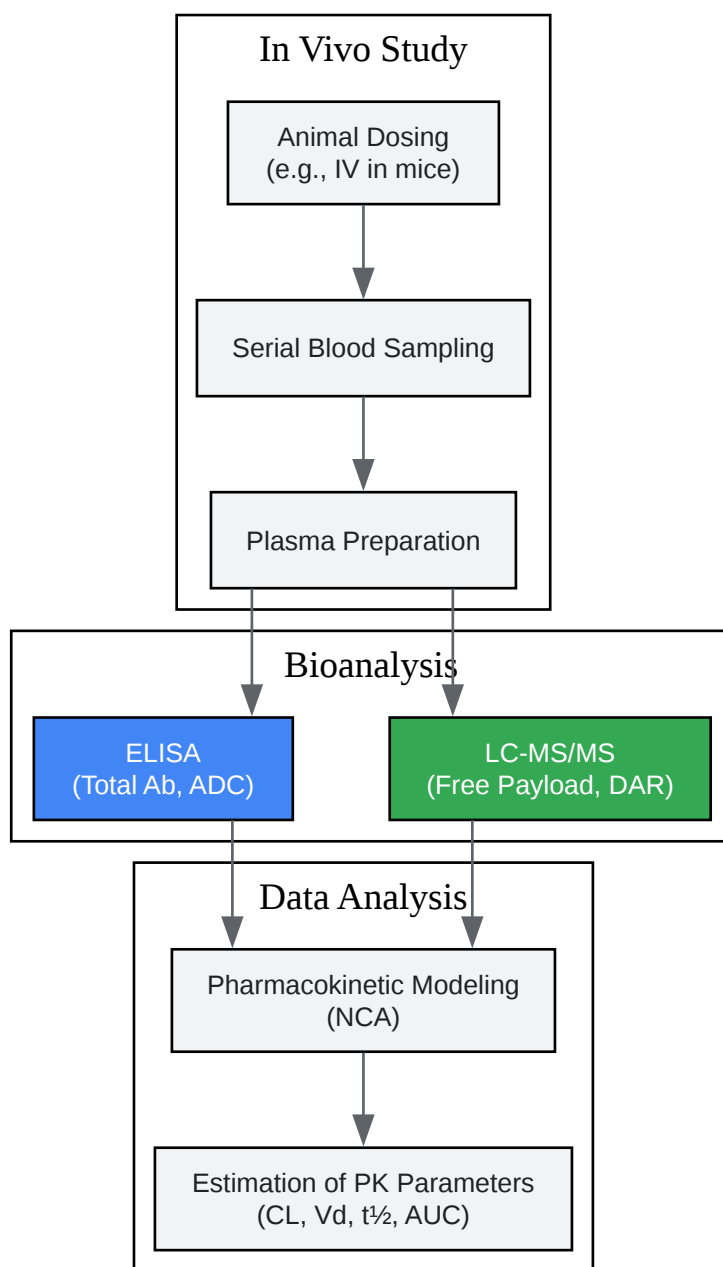 In Vivo Study
Animal Dosing
(e.g., IV in mice)
Serial Blood Sampling
Plasma Preparation
Bioanalysis
ELISA
(Total Ab, ADC)
LC-MS/MS
(Free Payload, DAR)
Data Analysis
Pharmacokinetic Modeling
(NCA)
Estimation of PK Parameters
(CL, Vd, t½, AUC)